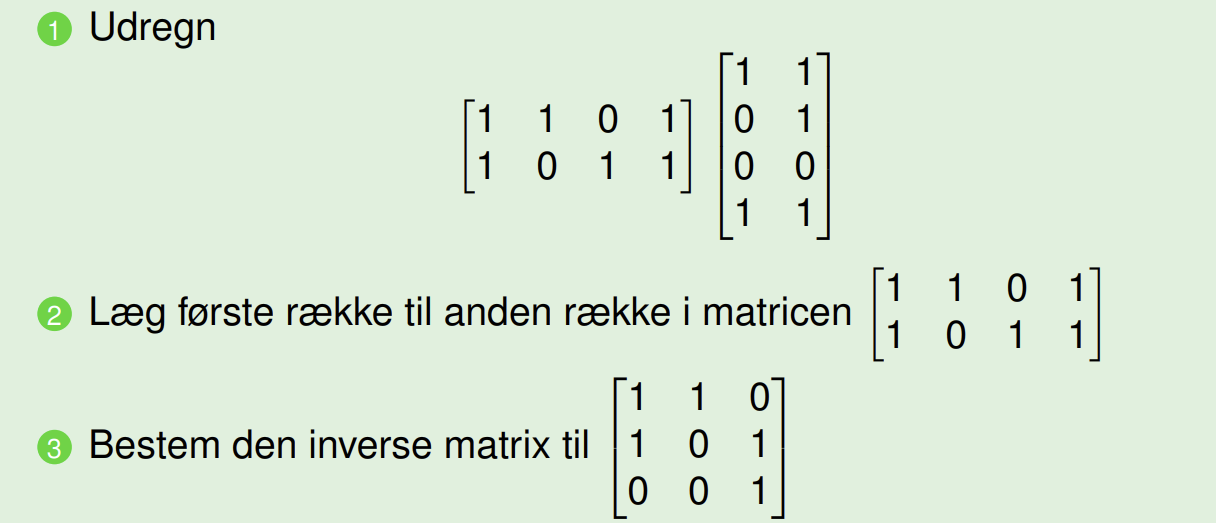 1 Udregn
[1 1 0 1; 1 0 1 1] [1 1; 0 1; 0 0; 1 1]
2 Læg første række til anden række i matricen [1 1 0 1; 1 0 1 1]
3 Bestem den inverse matrix til [1 1 0; 1 0 1; 0 0 1]